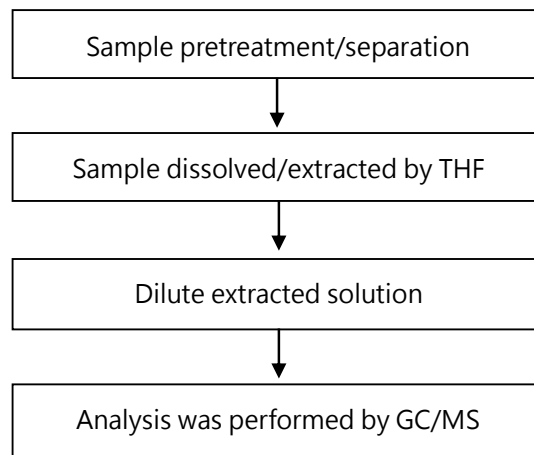 Sample pretreatment/separation
Sample dissolved/extracted by THF
Dilute extracted solution
Analysis was performed by GC/MS